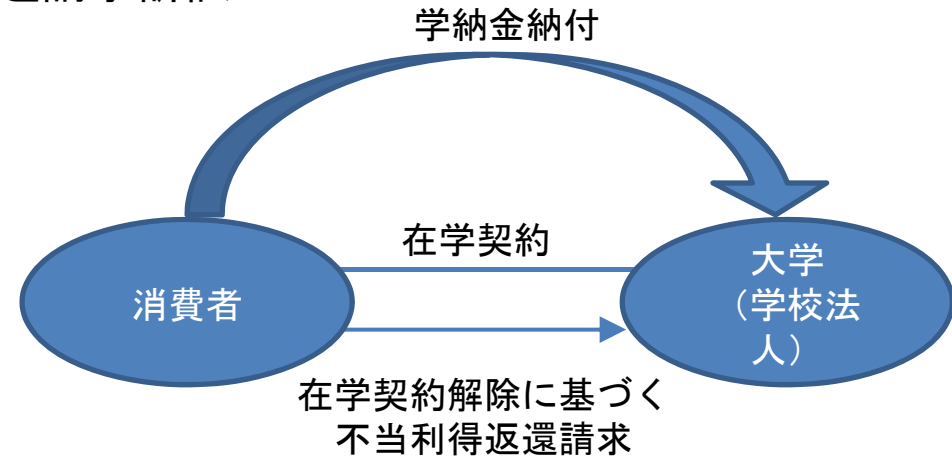 学納金納付
在学契約
消費者
大学
（学校法
人）
在学契約解除に基づく
不当利得返還請求